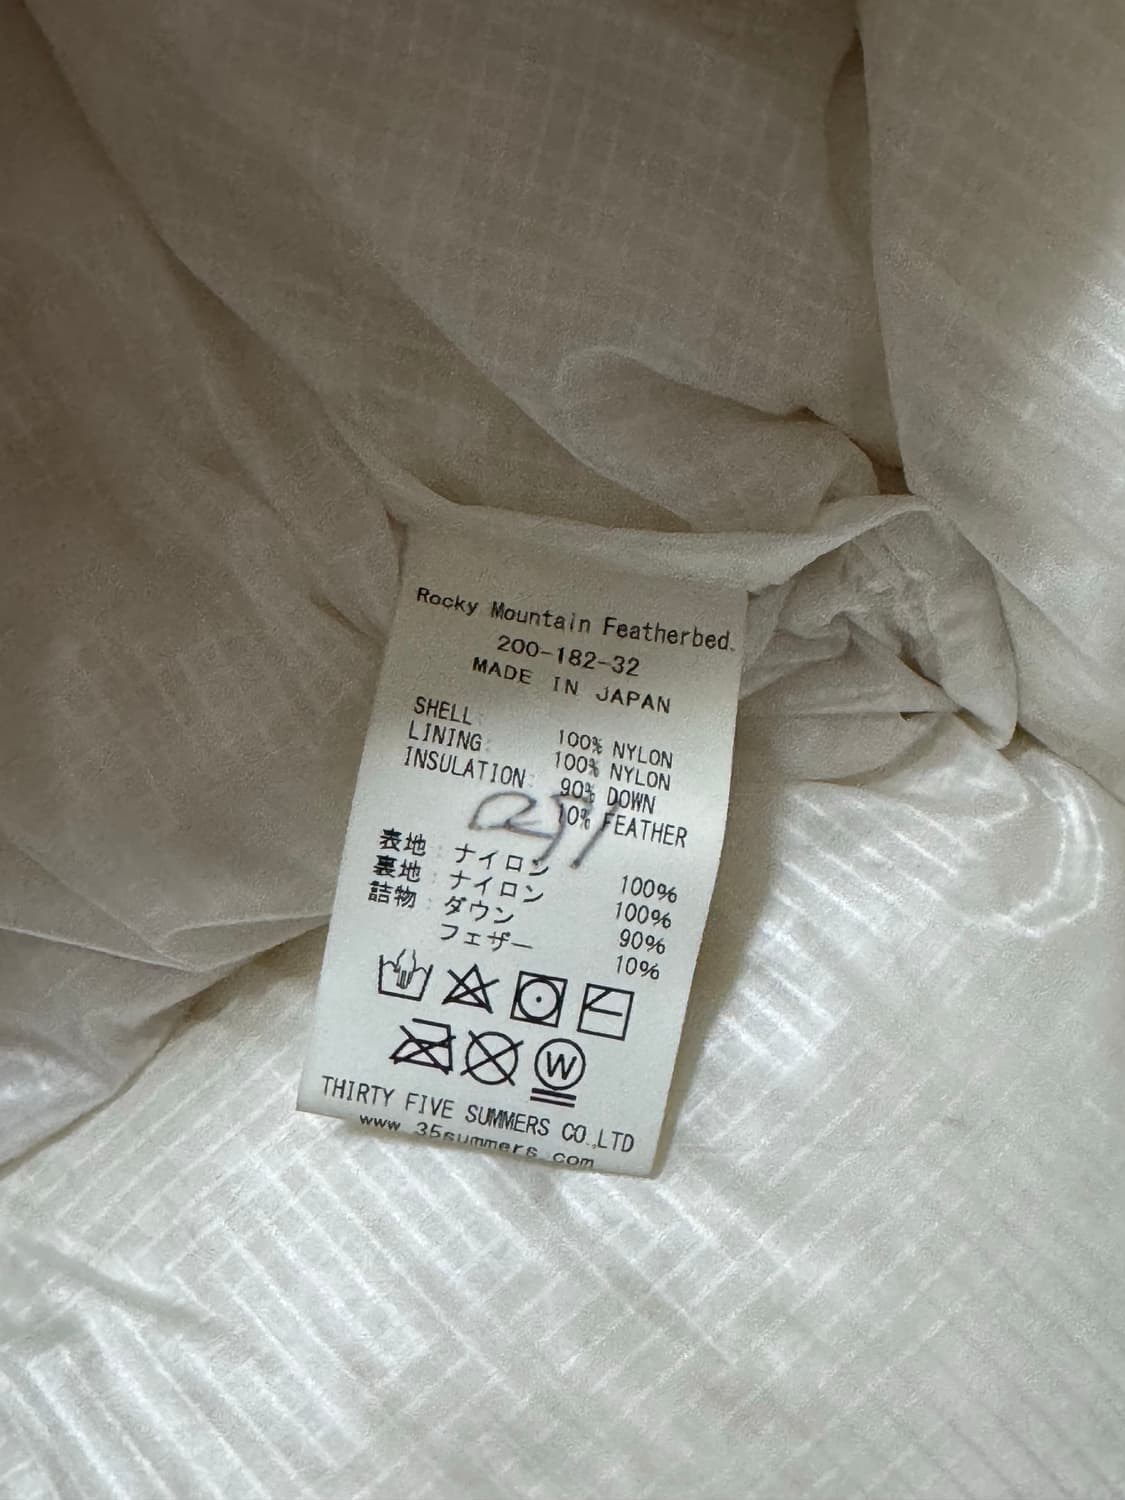 Rocky Mountain Featherbed.
200-182-32
MADE IN JAPAN
SHELL: 100% NYLON
LINING: 100% NYLON
INSULATION: 90% DOWN
10% FEATHER
表地: ナイロン 100%
裏地: ナイロン 100%
詰物: ダウン 90%
フェザー 10%
W
THIRTY FIVE SUMMERS CO.,LTD
www.35summers.com